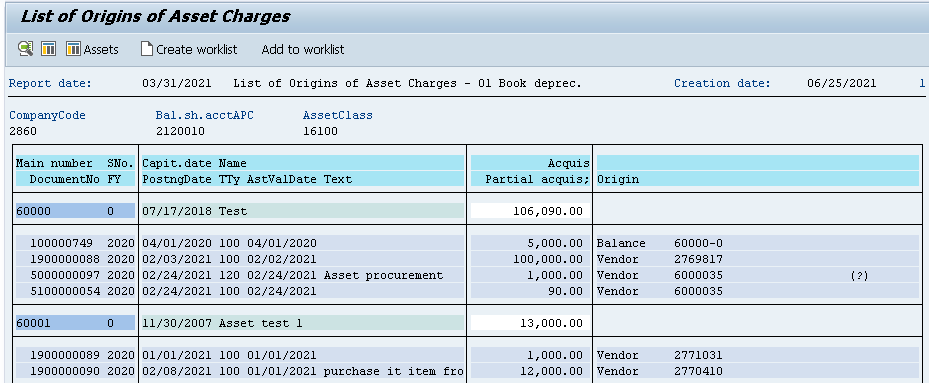 List of Origins of Asset Charges
Assets Create worklist Add to worklist
Report date: 03/31/2021 List of Origins of Asset Charges - 01 Book deprec. Creation date: 06/25/2021 1
CompanyCode Bal.sh.acctAPC AssetClass
2860 2120010 16100
Main number SNo. Capit.date Name Acquis
DocumentNo FY PostngDate TTy AstValDate Text Partial acquis; Origin
60000 0 07/17/2018 Test 106,090.00
100000749 2020 04/01/2020 100 04/01/2020 5,000.00 Balance 60000-0
1900000088 2020 02/03/2021 100 02/02/2021 100,000.00 Vendor 2769817
5000000097 2020 02/24/2021 120 02/24/2021 Asset procurement 1,000.00 Vendor 6000035 (?)
5100000054 2020 02/24/2021 100 02/24/2021 90.00 Vendor 6000035
60001 0 11/30/2007 Asset test 1 13,000.00
1900000089 2020 01/01/2021 100 01/01/2021 1,000.00 Vendor 2771031
1900000090 2020 02/08/2021 100 01/01/2021 purchase it item fro 12,000.00 Vendor 2770410